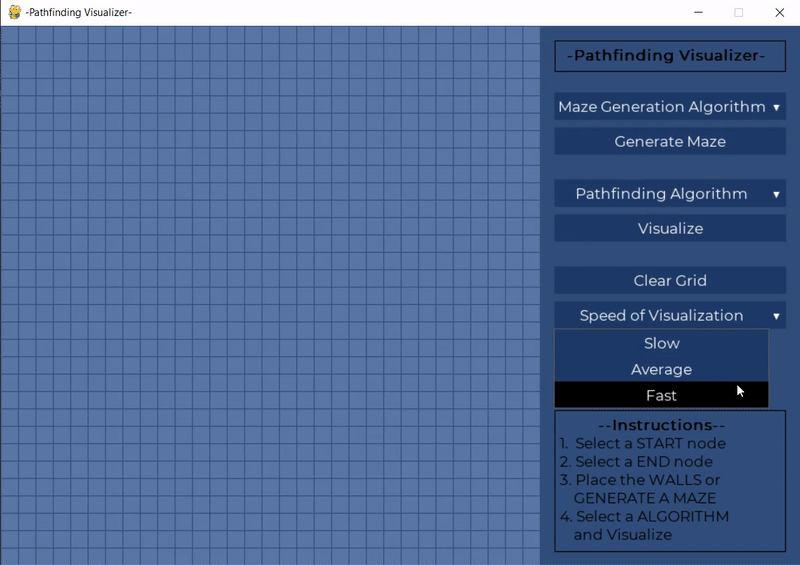 -Pathfinding Visualizer-
-Pathfinding Visualizer-
Maze Generation Algorithm ▼
Generate Maze
Pathfinding Algorithm ▼
Visualize
Clear Grid
Speed of Visualization ▼
Slow
Average
Fast
--Instructions--
1. Select a START node
2. Select a END node
3. Place the WALLS or
GENERATE A MAZE
4. Select a ALGORITHM
and Visualize